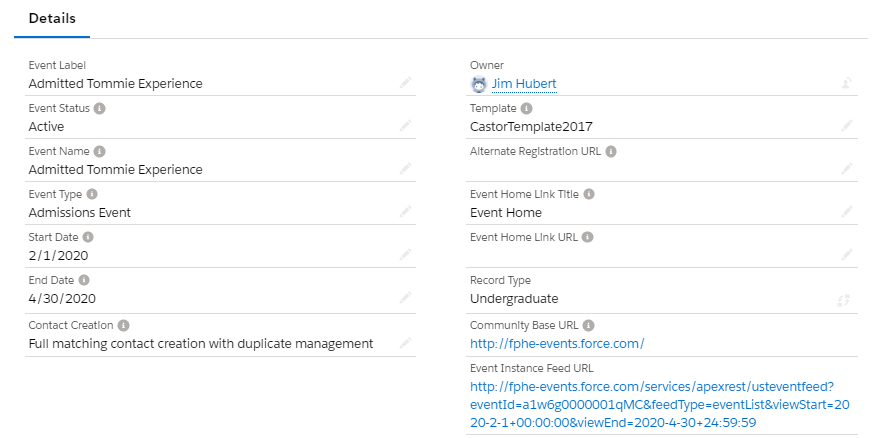 Details
Event Label
Admitted Tommie Experience
Event Status
Active
Event Name
Admitted Tommie Experience
Event Type
Admissions Event
Start Date
2/1/2020
End Date
4/30/2020
Contact Creation
Full matching contact creation with duplicate management
Owner
Jim Hubert
Template
CastorTemplate2017
Alternate Registration URL
Event Home Link Title
Event Home
Event Home Link URL
Record Type
Undergraduate
Community Base URL
http://fphe-events.force.com/
Event Instance Feed URL
http://fphe-events.force.com/services/apexrest/usteventfeed?
eventId=a1w6g0000001qMC&feedType=eventList&viewStart=20
20-2-1+00:00:00&viewEnd=2020-4-30+24:59:59